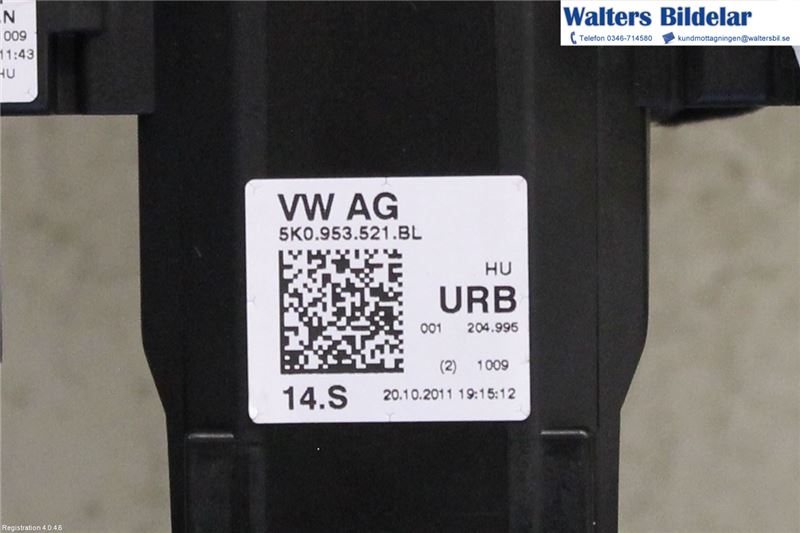 .N
009
11:43
HU
Walters Bildelar
Telefon 0346-714580 kundmottagningen@waltersbil.se
VW AG
5K0.953.521.BL
HU
URB
001 204.995
(2) 1009
14.S 20.10.2011 19:15:12
Registration 4.0.4.6